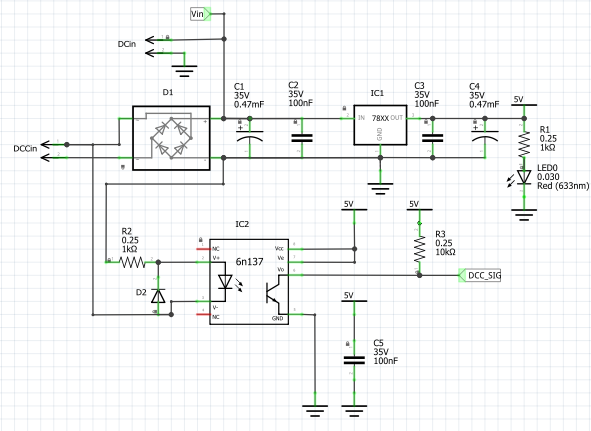 Vin
DCin
D1
C1
35V
0.47mF
C2
35V
100nF
IC1
IN 78XX OUT
GND
C3
35V
100nF
C4
35V
0.47mF
5V
R1
0.25
1kΩ
DCCin
LED0
0.030
Red (633nm)
5V
5V
R2
0.25
1kΩ
IC2
6n137
NC
V+
V-
NC
Vcc
Ve
Vo
GND
R3
0.25
10kΩ
DCC_SIG
D2
5V
C5
35V
100nF